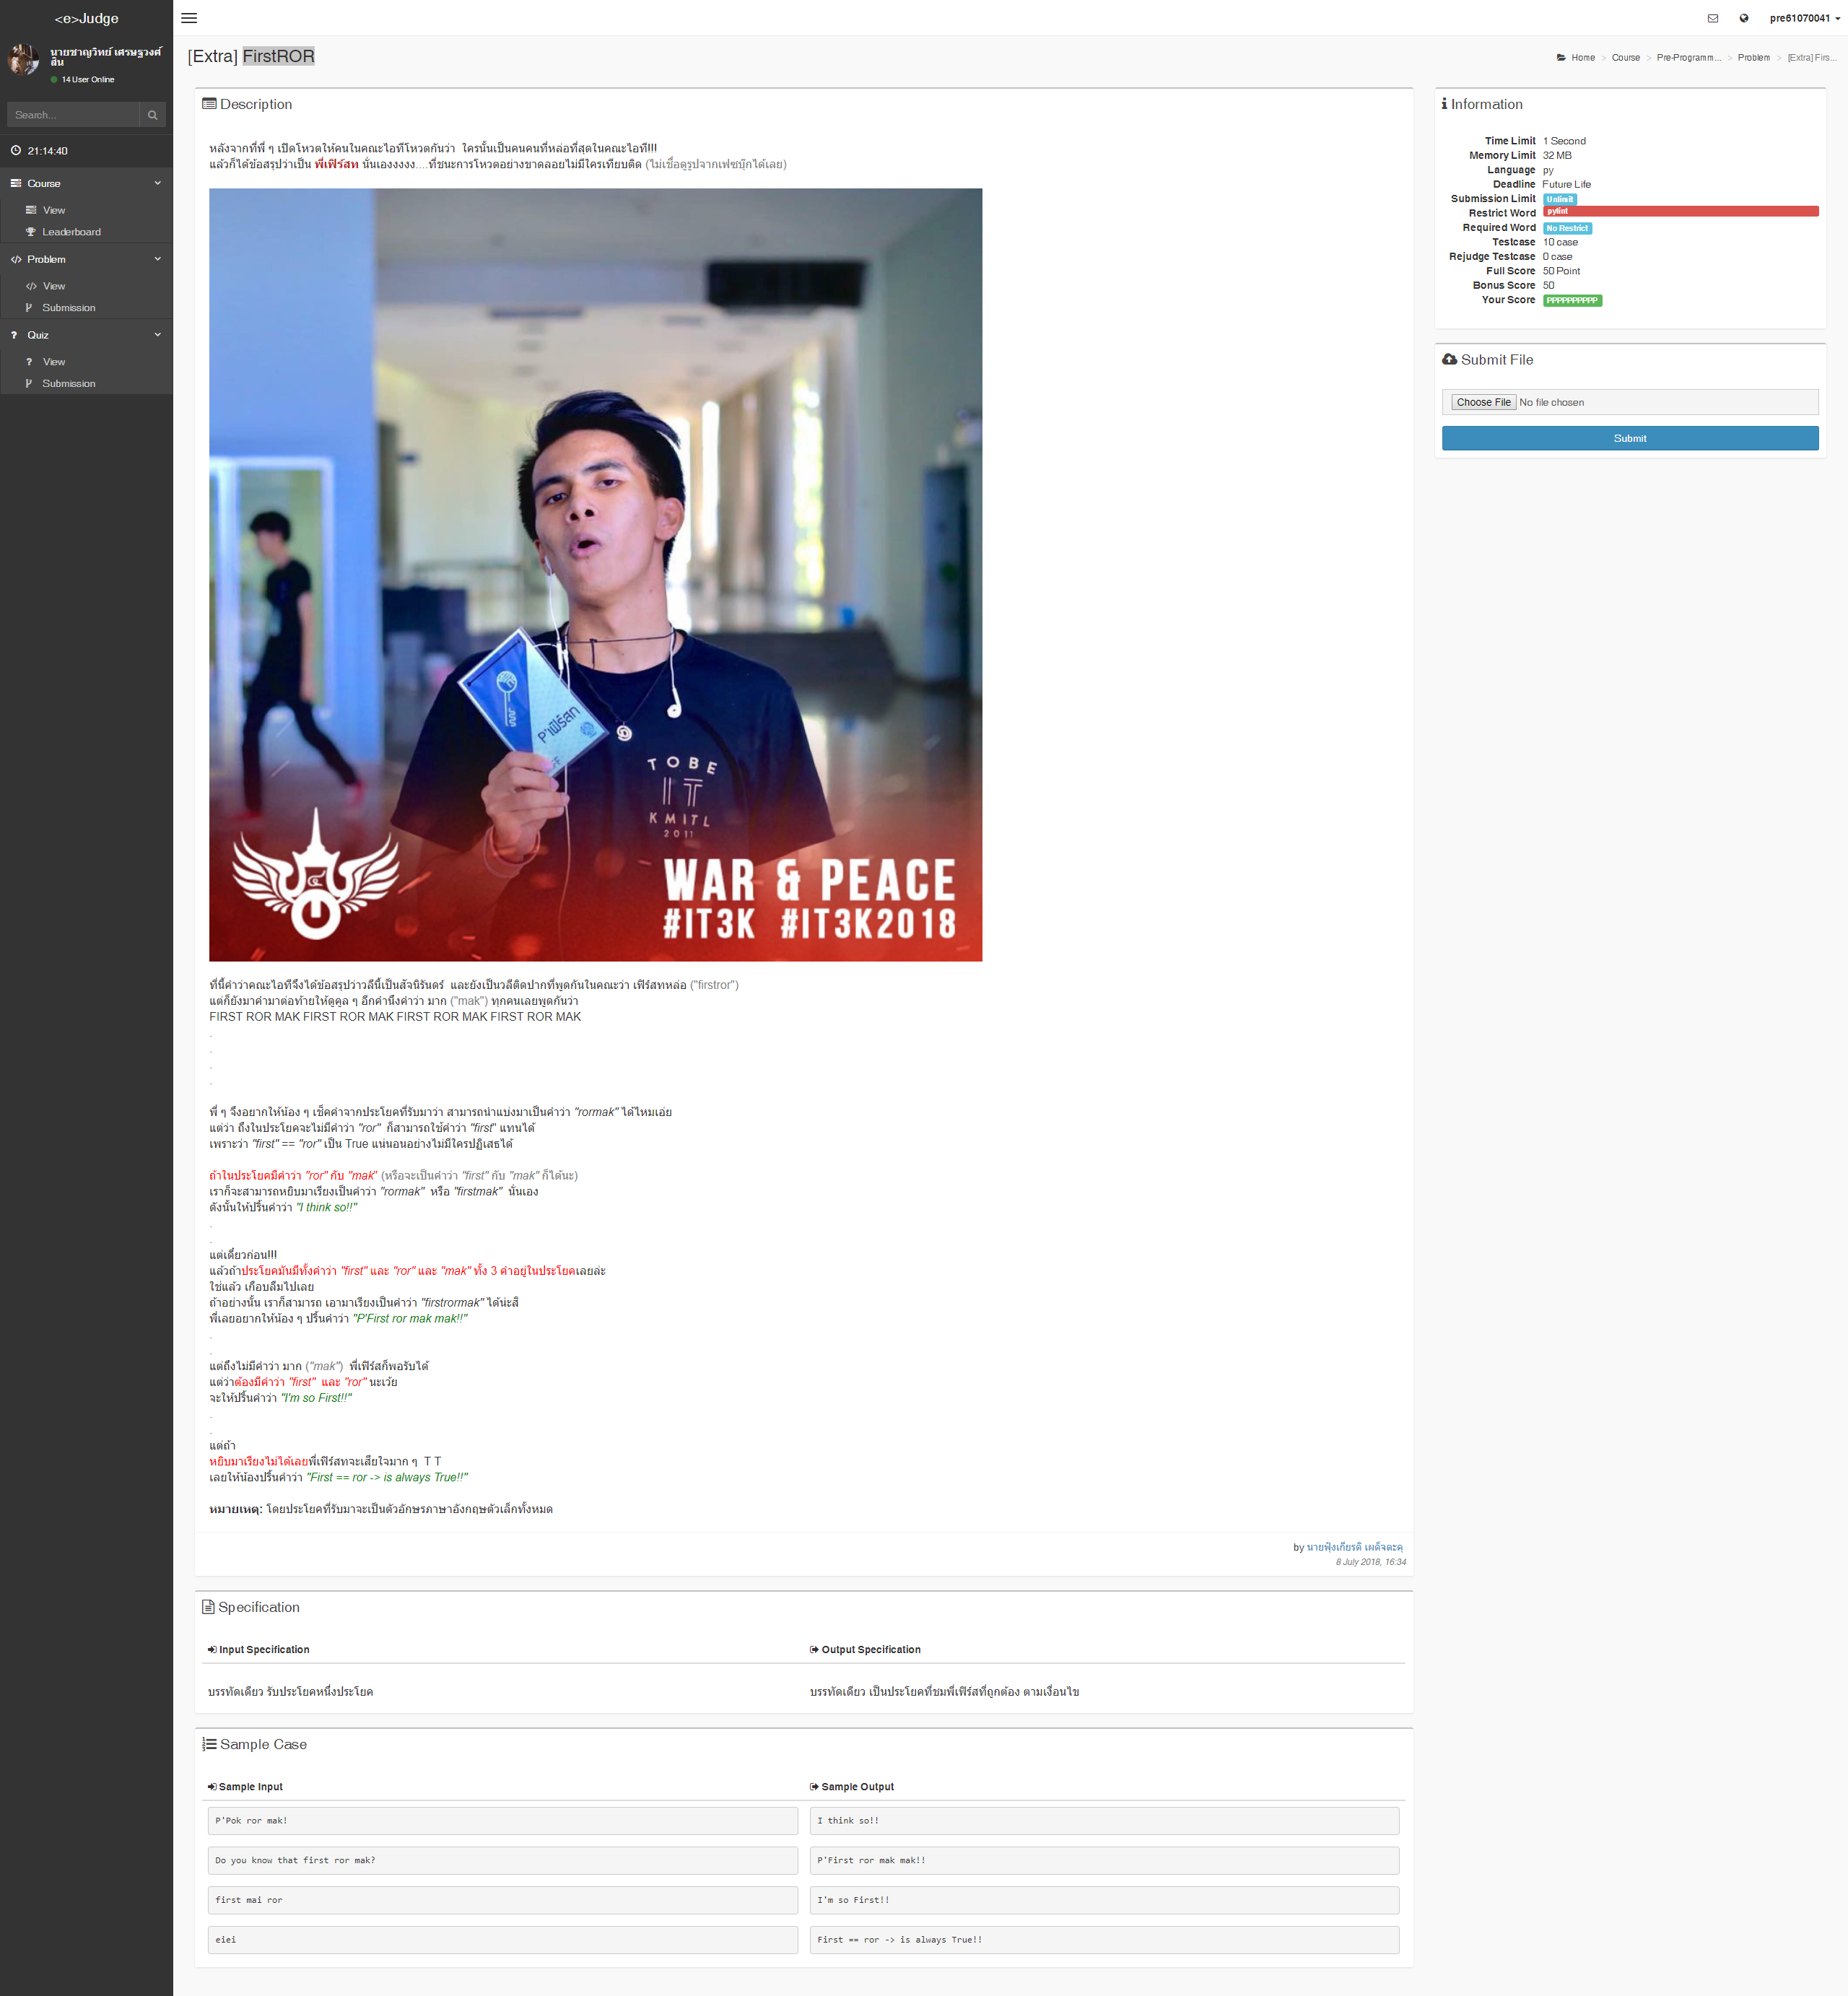 <e>Judge
pre61070041
นายชาญวิทย์ เศรษฐวงศ์
สิน
14 User Online
Search...
21:14:40
Course
View
Leaderboard
Problem
View
Submission
Quiz
View
Submission
[Extra] FirstROR
Home > Course > Pre-Programm... > Problem > [Extra] Firs...
Description
หลังจากที่พี่ ๆ เปิดโหวตให้คนในคณะไอทีโหวตกันว่า ใครนั้นเป็นคนคนที่หล่อที่สุดในคณะไอที!!!
แล้วก็ได้ข้อสรุปว่าเป็น พี่เฟิร์สท นั่นเองงงงง....ที่ชนะการโหวตอย่างขาดลอยไม่มีใครเทียบติด (ไม่เชื่อดูรูปจากเฟซบุ๊กได้เลย)
P'เฟิร์สท
TOBE
IT
KMITL
2011
WAR & PEACE
#IT3K #IT3K2018
ที่นี้คำว่าคณะไอทีจึงได้ข้อสรุปว่าวลีนี้เป็นสัจนิรันดร์ และยังเป็นวลีติดปากที่พูดกันในคณะว่า เฟิร์สทหล่อ ("firstror")
แต่ก็ยังมาคำมาต่อท้ายให้ดูคูล ๆ อีกคำนึงคำว่า มาก ("mak") ทุกคนเลยพูดกันว่า
FIRST ROR MAK FIRST ROR MAK FIRST ROR MAK FIRST ROR MAK
.
.
.
.
พี่ ๆ จึงอยากให้น้อง ๆ เช็คคำจากประโยคที่รับมาว่า สามารถนำแบ่งมาเป็นคำว่า "rormak" ได้ไหมเอ่ย
แต่ว่า ถึงในประโยคจะไม่มีคำว่า "ror" ก็สามารถใช้คำว่า "first" แทนได้
เพราะว่า "first" == "ror" เป็น True แน่นอนอย่างไม่มีใครปฏิเสธได้
ถ้าในประโยคมีคำว่า "ror" กับ "mak" (หรือจะเป็นคำว่า "first" กับ "mak" ก็ได้นะ)
เราก็จะสามารถหยิบมาเรียงเป็นคำว่า "rormak" หรือ "firstmak" นั่นเอง
ดังนั้นให้ปริ้นคำว่า "I think so!!"
.
.
แต่เดี๋ยวก่อน!!!
แล้วถ้าประโยคมันมีทั้งคำว่า "first" และ "ror" และ "mak" ทั้ง 3 คำอยู่ในประโยคเลยล่ะ
ใช่แล้ว เกือบลืมไปเลย
ถ้าอย่างนั้น เราก็สามารถ เอามาเรียงเป็นคำว่า "firstrormak" ได้น่ะสิ
พี่เลยอยากให้น้อง ๆ ปริ้นคำว่า "P'First ror mak mak!!"
.
.
แต่ถึงไม่มีคำว่า มาก ("mak") พี่เฟิร์สก็พอรับได้
แต่ว่าต้องมีคำว่า "first" และ "ror" นะเว้ย
จะให้ปริ้นคำว่า "I'm so First!!"
.
.
แต่ถ้า
หยิบมาเรียงไม่ได้เลยพี่เฟิร์สทจะเสียใจมาก ๆ T T
เลยให้น้องปริ้นคำว่า "First == ror -> is always True!!"
หมายเหตุ: โดยประโยคที่รับมาจะเป็นตัวอักษรภาษาอังกฤษตัวเล็กทั้งหมด
by นายฟุ้งเกียรติ เผด็จตะคุ
8 July 2018, 16:34
Specification
Input Specification
Output Specification
บรรทัดเดียว รับประโยคหนึ่งประโยค
บรรทัดเดียว เป็นประโยคที่ชมพี่เฟิร์สที่ถูกต้อง ตามเงื่อนไข
Sample Case
Sample Input
Sample Output
P'Pok ror mak!
I think so!!
Do you know that first ror mak?
P'First ror mak mak!!
first mai ror
I'm so First!!
eiei
First == ror -> is always True!!
Information
Time Limit 1 Second
Memory Limit 32 MB
Language py
Deadline Future Life
Submission Limit Unlimit
Restrict Word pylint
Required Word No Restrict
Testcase 10 case
Rejudge Testcase 0 case
Full Score 50 Point
Bonus Score 50
Your Score PPPPPPPPPP
Submit File
Choose File No file chosen
Submit